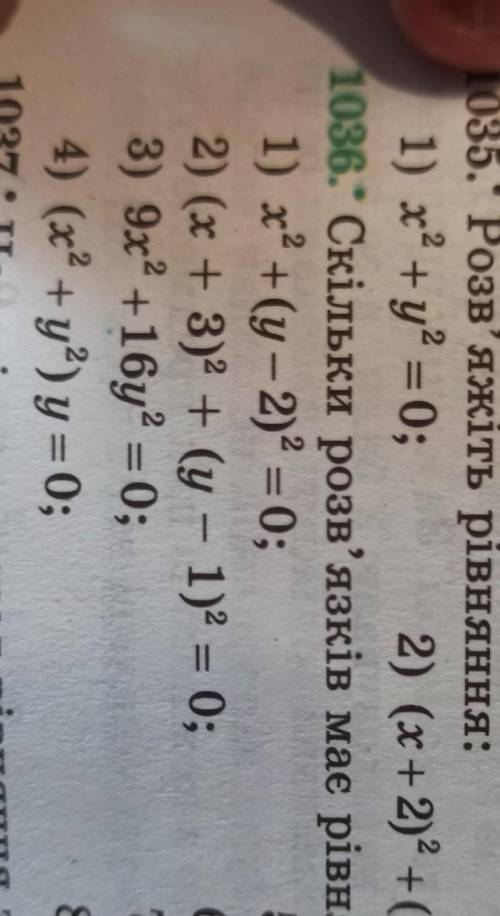 1035.• Розв'яжіть рівняння:
1) x² + y² = 0; 2) (x + 2)² + (
1036.• Скільки розв'язків має
1) x² + (y – 2)² = 0;
2) (x + 3)² + (y – 1)² = 0;
3) 9x² + 16y² = 0;
4) (x² + y²) y = 0;
1037.•